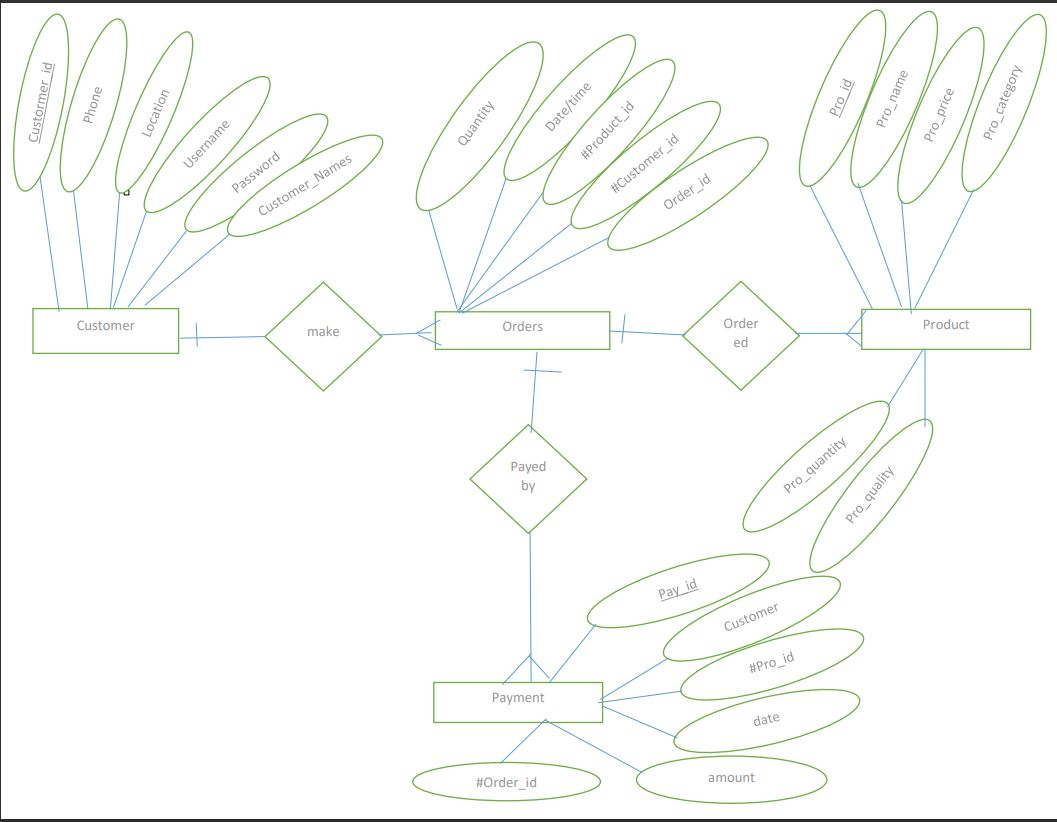 Custormer_id
Phone
Location
Username
Password
Customer_Names
Quantity
Date/time
#Product_id
#Customer_id
Order_id
Pro_id
Pro_name
Pro_price
Pro_category
Customer
make
Orders
Order
ed
Product
Payed
by
Pro_quantity
Pro_quality
Pay_id
Customer
#Pro_id
date
Payment
#Order_id
amount